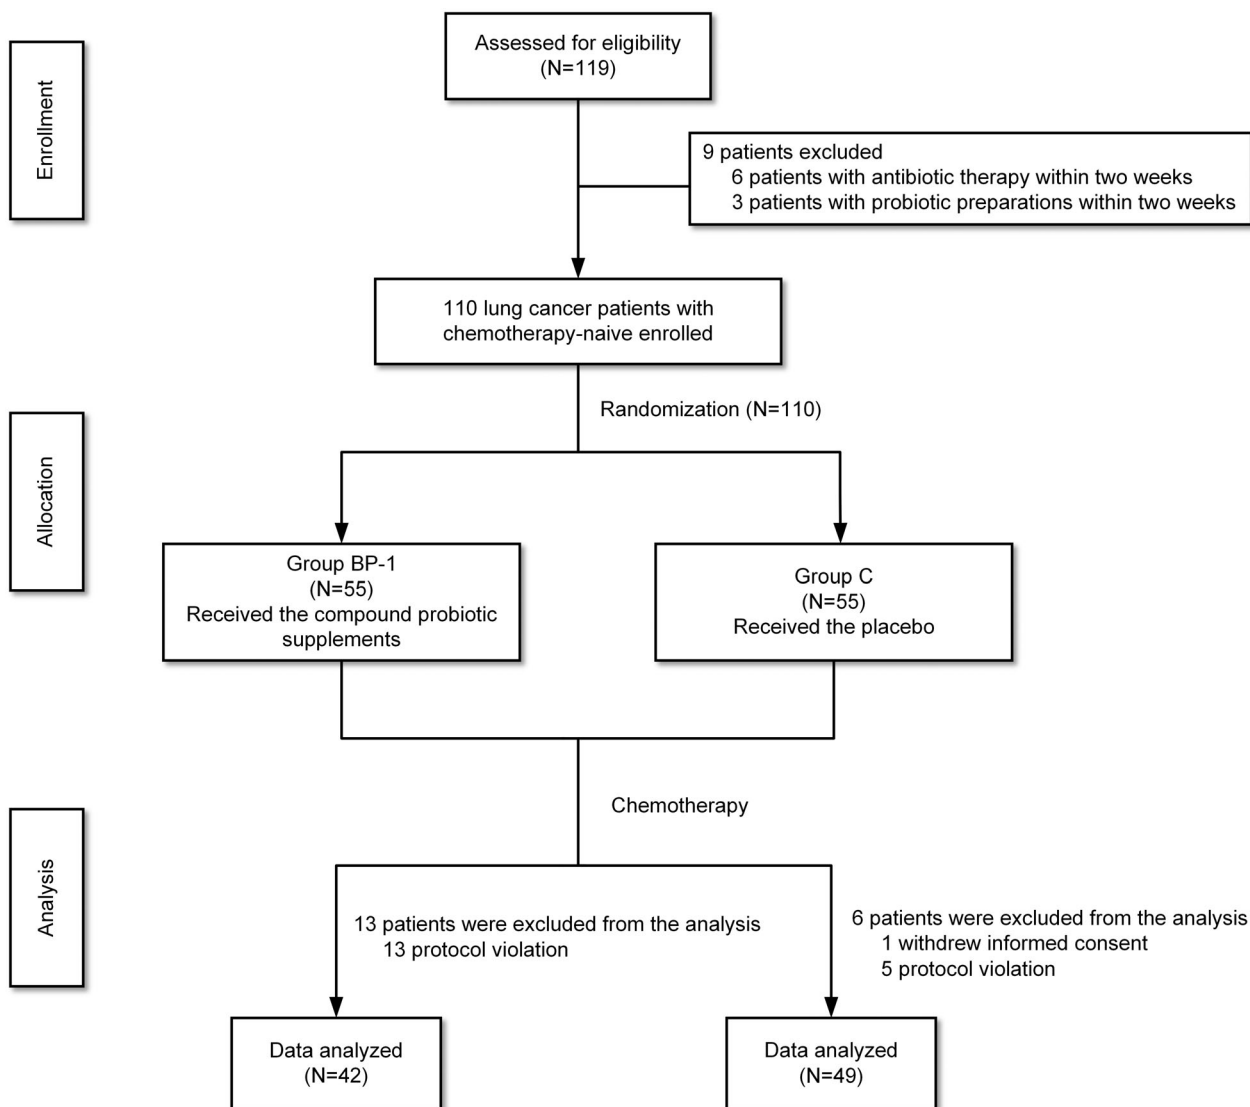 Enrollment
Assessed for eligibility
(N=119)
9 patients excluded
6 patients with antibiotic therapy within two weeks
3 patients with probiotic preparations within two weeks
110 lung cancer patients with
chemotherapy-naive enrolled
Randomization (N=110)
Allocation
Group BP-1
(N=55)
Received the compound probiotic
supplements
Group C
(N=55)
Received the placebo
Chemotherapy
Analysis
13 patients were excluded from the analysis
13 protocol violation
6 patients were excluded from the analysis
1 withdrew informed consent
5 protocol violation
Data analyzed
(N=42)
Data analyzed
(N=49)